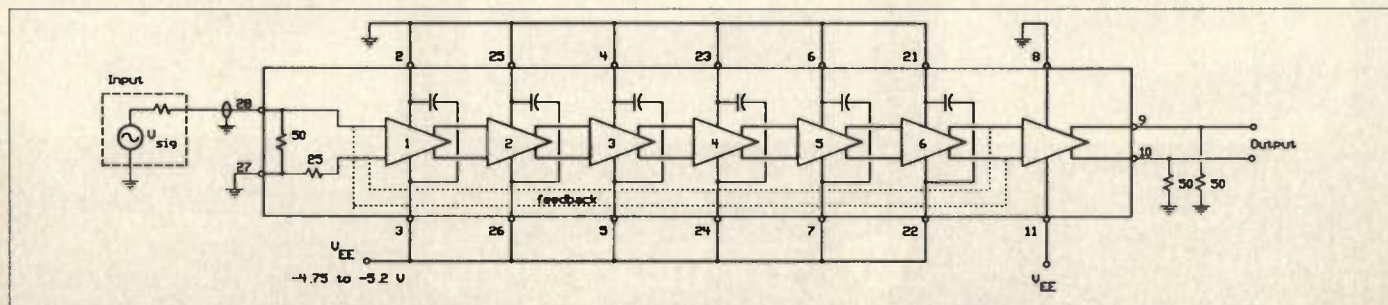 2 25 4 23 6 21 8
Input
28
V sig
50
27
25
1 2 3 4 5 6
9
10
Output
50 50
feedback
3 26 5 24 7 22 11
V EE
-4.75 to -5.2 V
V EE